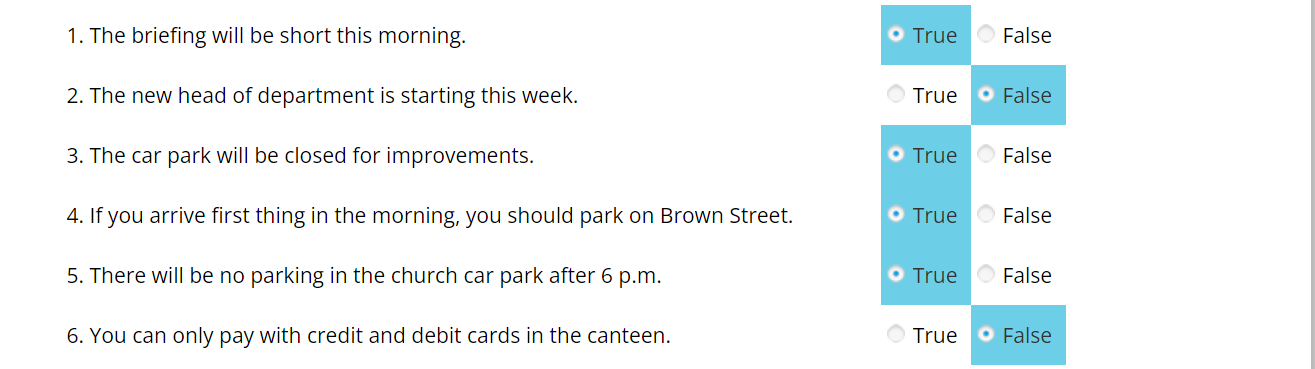 1. The briefing will be short this morning. True False
2. The new head of department is starting this week. True False
3. The car park will be closed for improvements. True False
4. If you arrive first thing in the morning, you should park on Brown Street. True False
5. There will be no parking in the church car park after 6 p.m. True False
6. You can only pay with credit and debit cards in the canteen. True False